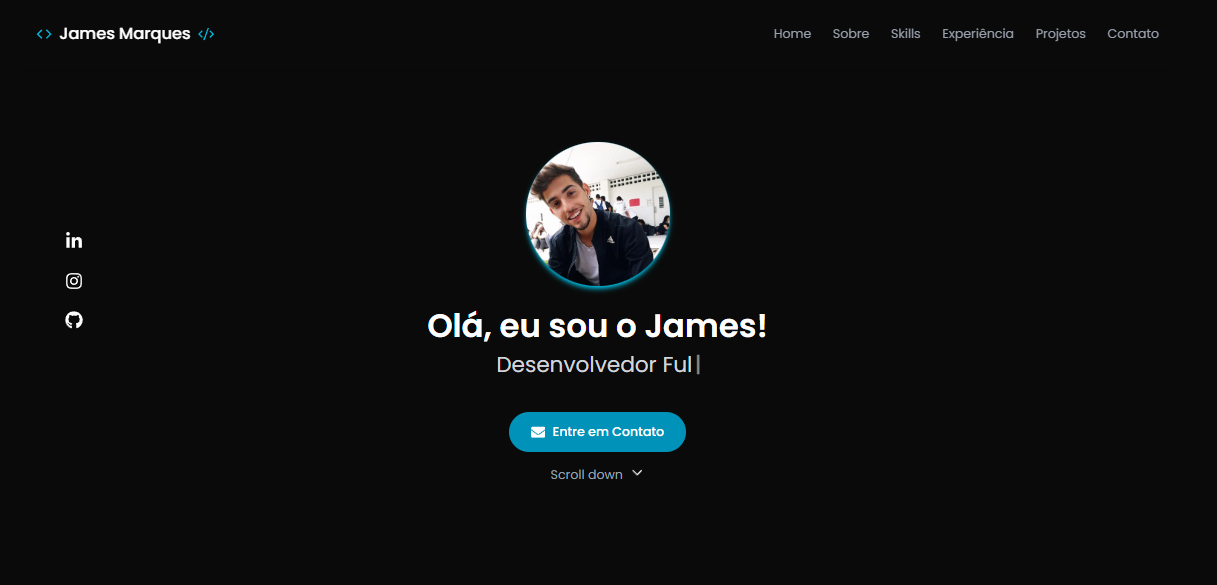 <> James Marques </>
Home Sobre Skills Experiência Projetos Contato
in
Olá, eu sou o James!
Desenvolvedor Ful|
Entre em Contato
Scroll down